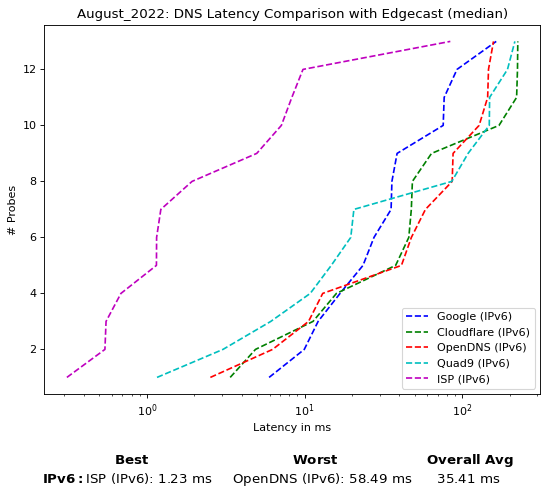 August_2022: DNS Latency Comparison with Edgecast (median)
12
10
8
6
4
2
# Probes
10^0
10^1
10^2
Latency in ms
Google (IPv6)
Cloudflare (IPv6)
OpenDNS (IPv6)
Quad9 (IPv6)
ISP (IPv6)
Best Worst Overall Avg
IPv6: ISP (IPv6): 1.23 ms OpenDNS (IPv6): 58.49 ms 35.41 ms